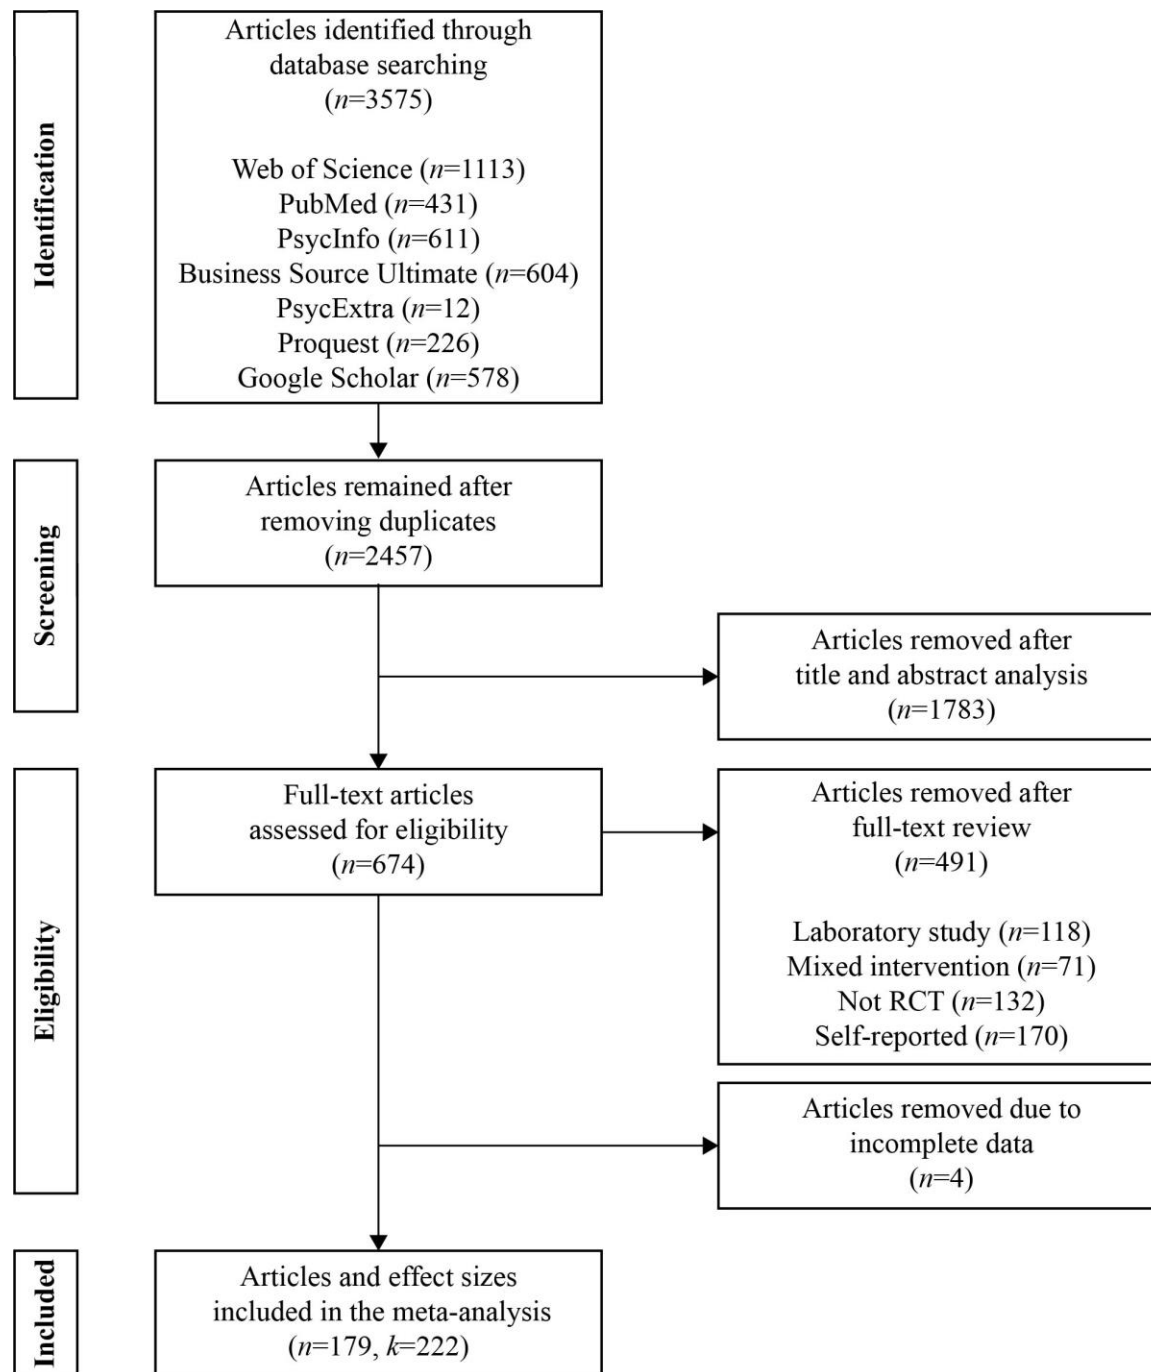 Identification
Articles identified through
database searching
(n=3575)
Web of Science (n=1113)
PubMed (n=431)
PsycInfo (n=611)
Business Source Ultimate (n=604)
PsycExtra (n=12)
Proquest (n=226)
Google Scholar (n=578)
Screening
Articles remained after
removing duplicates
(n=2457)
Articles removed after
title and abstract analysis
(n=1783)
Eligibility
Full-text articles
assessed for eligibility
(n=674)
Articles removed after
full-text review
(n=491)
Laboratory study (n=118)
Mixed intervention (n=71)
Not RCT (n=132)
Self-reported (n=170)
Articles removed due to
incomplete data
(n=4)
Included
Articles and effect sizes
included in the meta-analysis
(n=179, k=222)